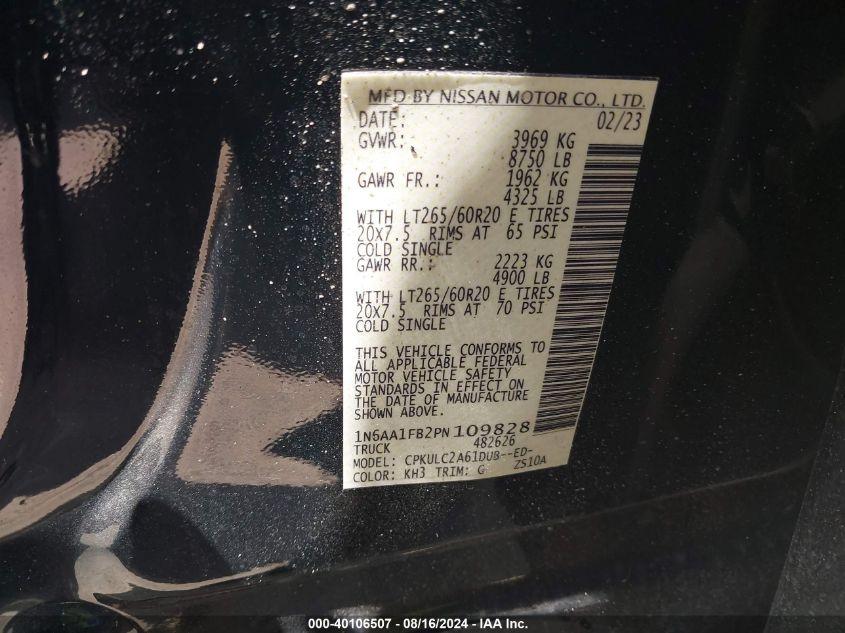 MFD BY NISSAN MOTOR CO., LTD.
DATE: 02/23
GVWR: 3969 KG
8750 LB
GAWR FR.: 1962 KG
4325 LB
WITH LT265/60R20 E TIRES
20x7.5 RIMS AT 65 PSI
COLD SINGLE
GAWR RR.: 2223 KG
4900 LB
WITH LT265/60R20 E TIRES
20x7.5 RIMS AT 70 PSI
COLD SINGLE
THIS VEHICLE CONFORMS TO
ALL APPLICABLE FEDERAL
MOTOR VEHICLE SAFETY
STANDARDS IN EFFECT ON
THE DATE OF MANUFACTURE
SHOWN ABOVE.
1N6AA1FB2PN109828
TRUCK 482626
MODEL: CPKULC2A61DUB--ED-
COLOR: KH3 TRIM: G ZS10A
000-40106507 - 08/16/2024 - IAA Inc.